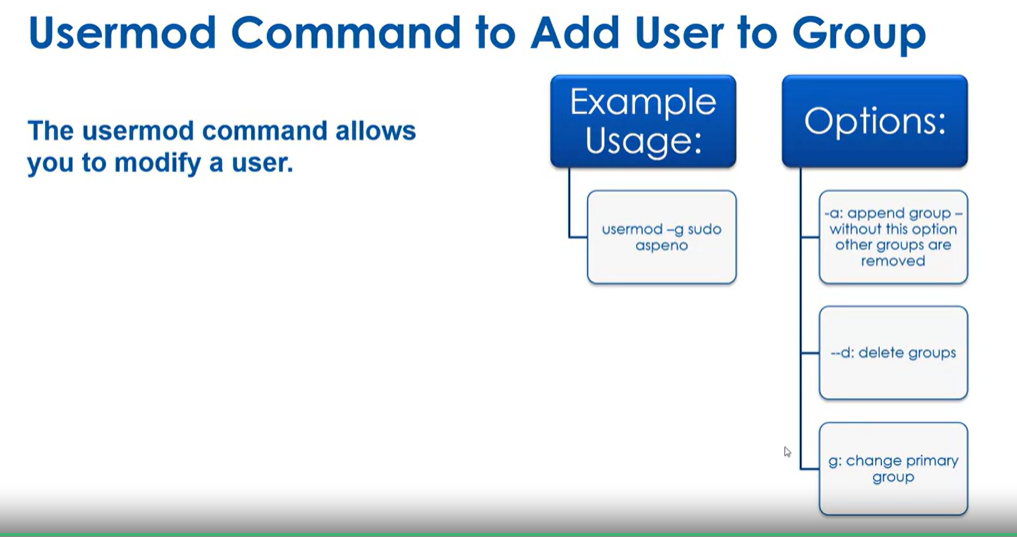 Usermod Command to Add User to Group
The usermod command allows
you to modify a user.
Example
Usage:
usermod –g sudo
aspeno
Options:
-a: append group –
without this option
other groups are
removed
--d: delete groups
g: change primary
group